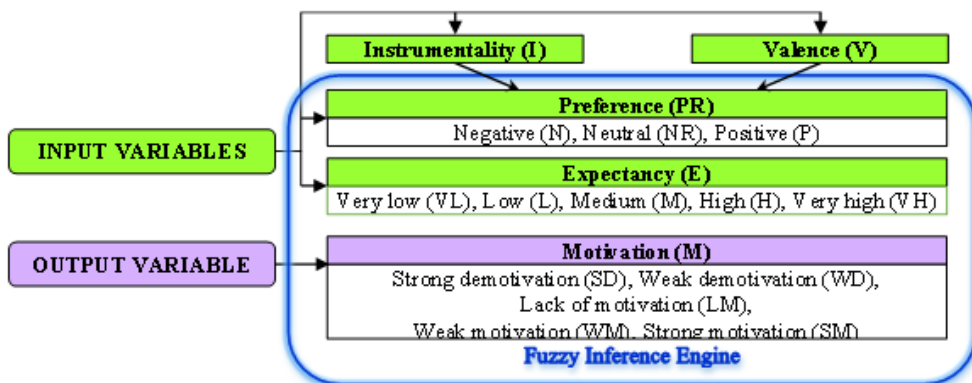 Instrumentality (I)
Valence (V)
Preference (PR)
Negative (N), Neutral (NR), Positive (P)
INPUT VARIABLES
Expectancy (E)
Very low (VL), Low (L), Medium (M), High (H), Very high (VH)
OUTPUT VARIABLE
Motivation (M)
Strong demotivation (SD), Weak demotivation (WD),
Lack of motivation (LM),
Weak motivation (WM), Strong motivation (SM)
Fuzzy Inference Engine